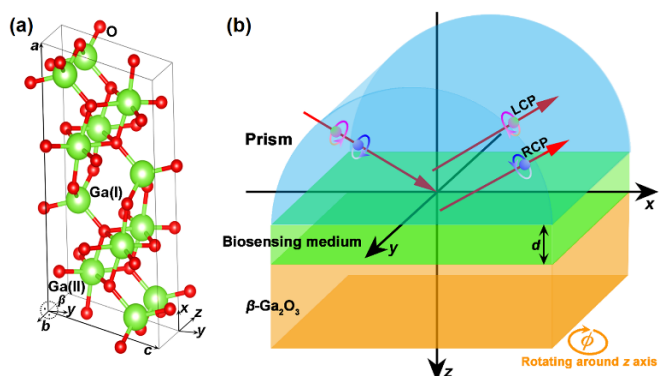 (a)
O
a
Ga(I)
Ga(II)
β
y
b
c
x
z
y
(b)
LCP
RCP
Prism
x
Biosensing medium
y
d
β-Ga₂O₃
ϕ
Rotating around z axis
z